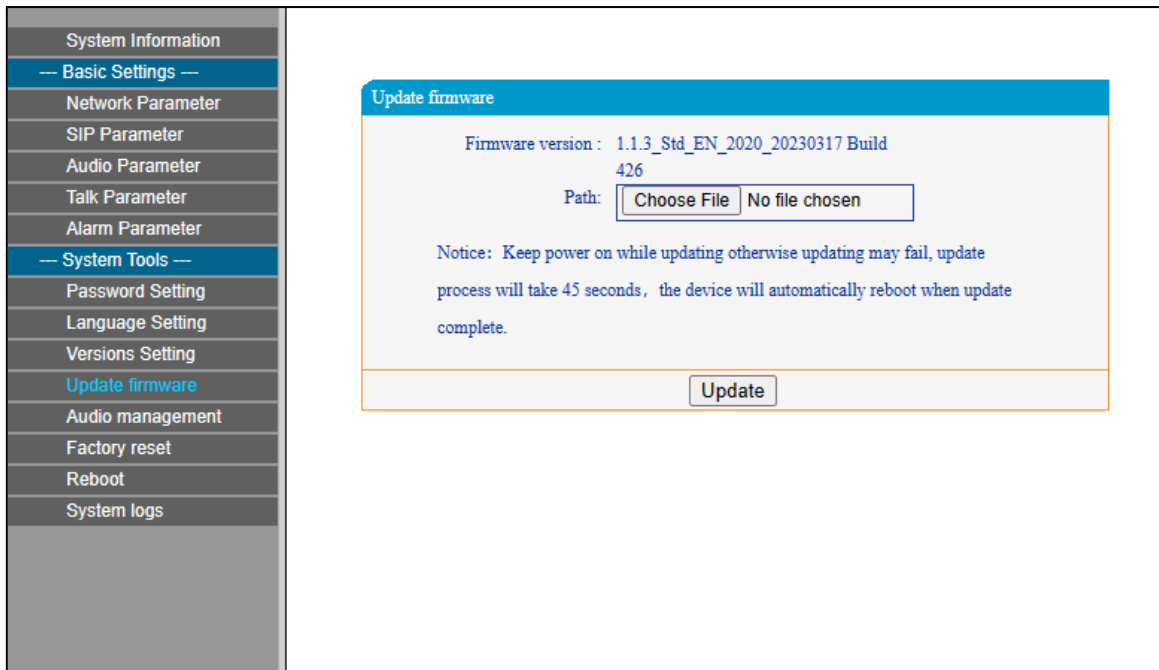 System Information
--- Basic Settings ---
Network Parameter
SIP Parameter
Audio Parameter
Talk Parameter
Alarm Parameter
--- System Tools ---
Password Setting
Language Setting
Versions Setting
Update firmware
Audio management
Factory reset
Reboot
System logs
Update firmware
Firmware version : 1.1.3_Std_EN_2020_20230317 Build
426
Path: Choose File No file chosen
Notice：Keep power on while updating otherwise updating may fail, update
process will take 45 seconds，the device will automatically reboot when update
complete.
Update